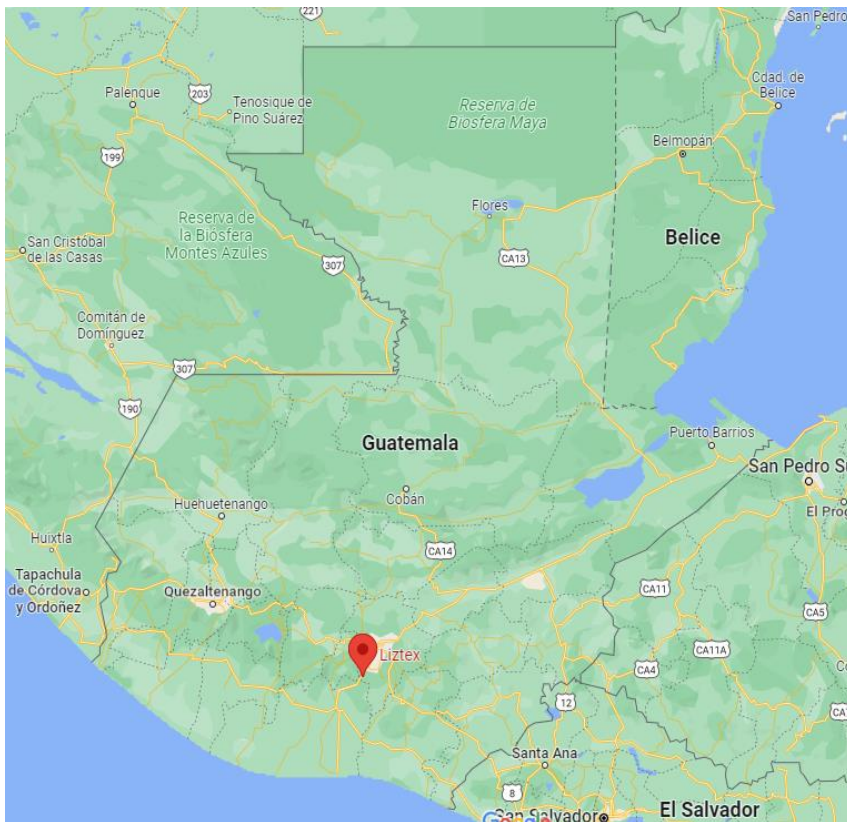 221
San Pedro
Palenque
203
Tenosique de
Pino Suárez
Reserva de
Biosfera Maya
Cdad. de
Belice
199
Belmopán
Reserva de
la Biósfera
Montes Azules
Flores
San Cristóbal
de las Casas
307
CA13
Belice
Comitán de
Domínguez
307
190
Guatemala
Puerto Barrios
San Pedro Su
Cobán
El Prog
Huehuetenango
Huixtla
CA14
Tapachula
de Córdova
y Ordoñez
Quezaltenango
CA11
CA5
Liztex
CA11A
CA4
12
Santa Ana
8
San Salvador
El Salvador